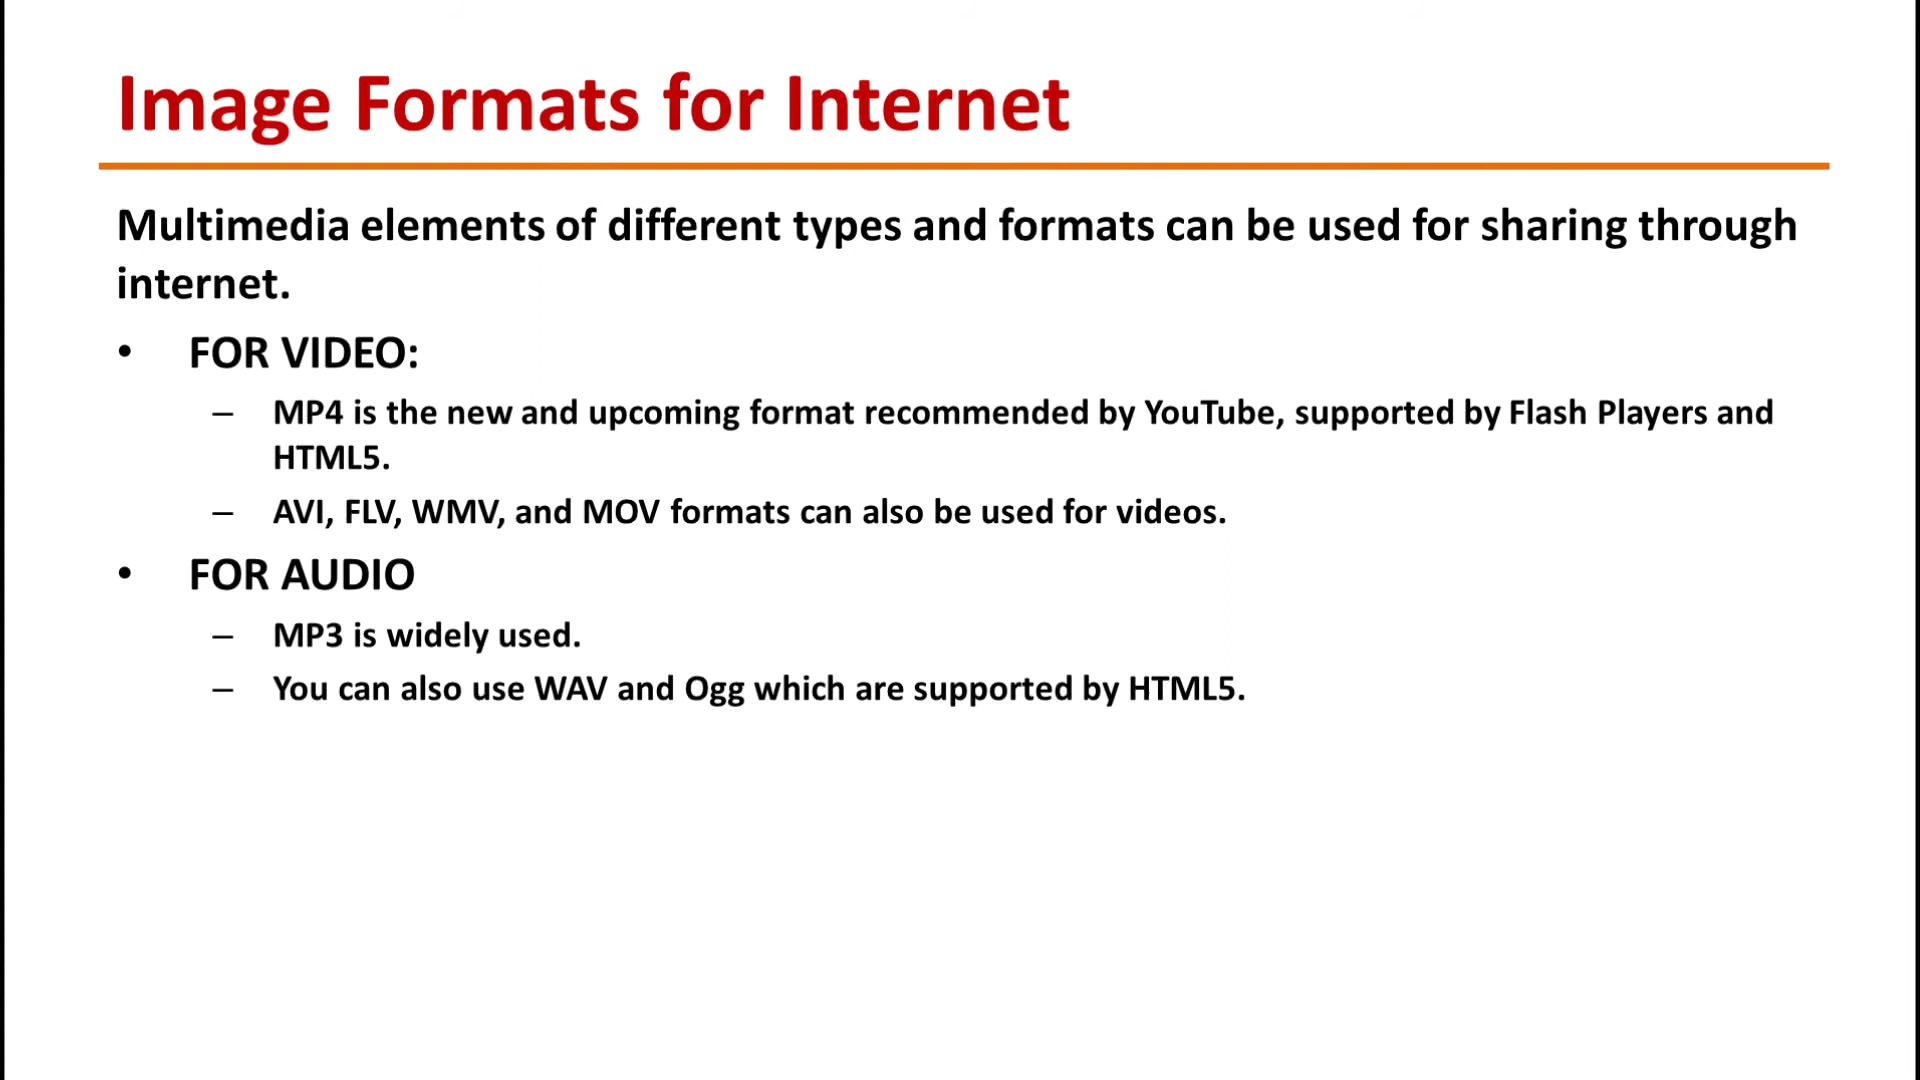 Image Formats for Internet
Multimedia elements of different types and formats can be used for sharing through
internet.
• FOR VIDEO:
– MP4 is the new and upcoming format recommended by YouTube, supported by Flash Players and
HTML5.
– AVI, FLV, WMV, and MOV formats can also be used for videos.
• FOR AUDIO
– MP3 is widely used.
– You can also use WAV and Ogg which are supported by HTML5.